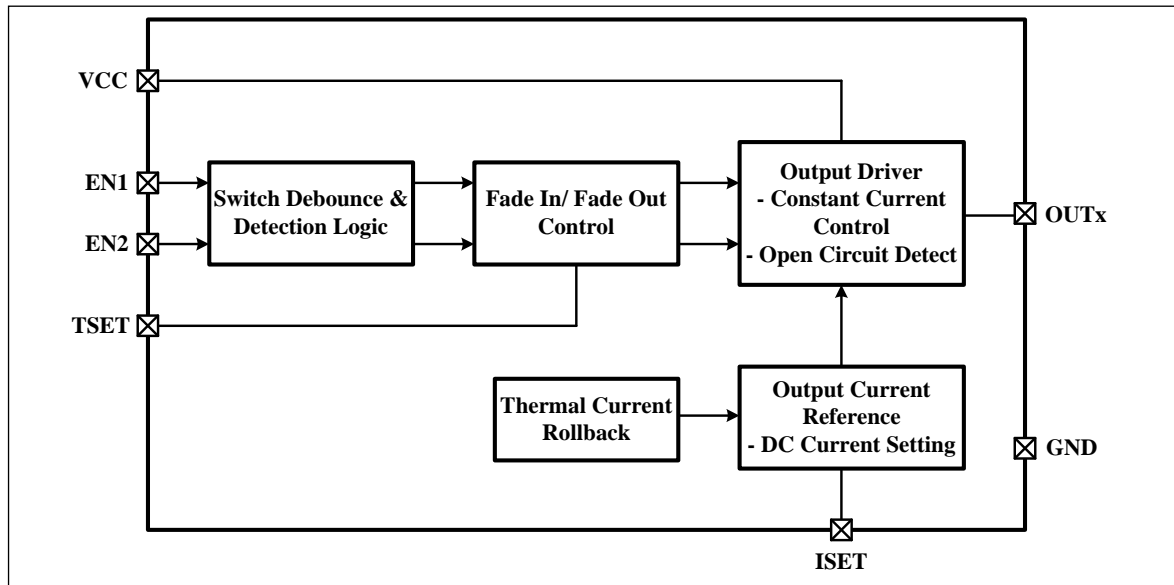 VCC
EN1
EN2
TSET
Switch Debounce &
Detection Logic
Fade In/ Fade Out
Control
Output Driver
- Constant Current
Control
- Open Circuit Detect
OUTx
Thermal Current
Rollback
Output Current
Reference
- DC Current Setting
GND
ISET